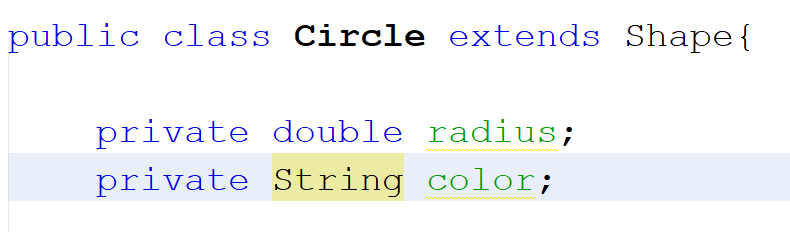 public class Circle extends Shape{
private double radius;
private String color;